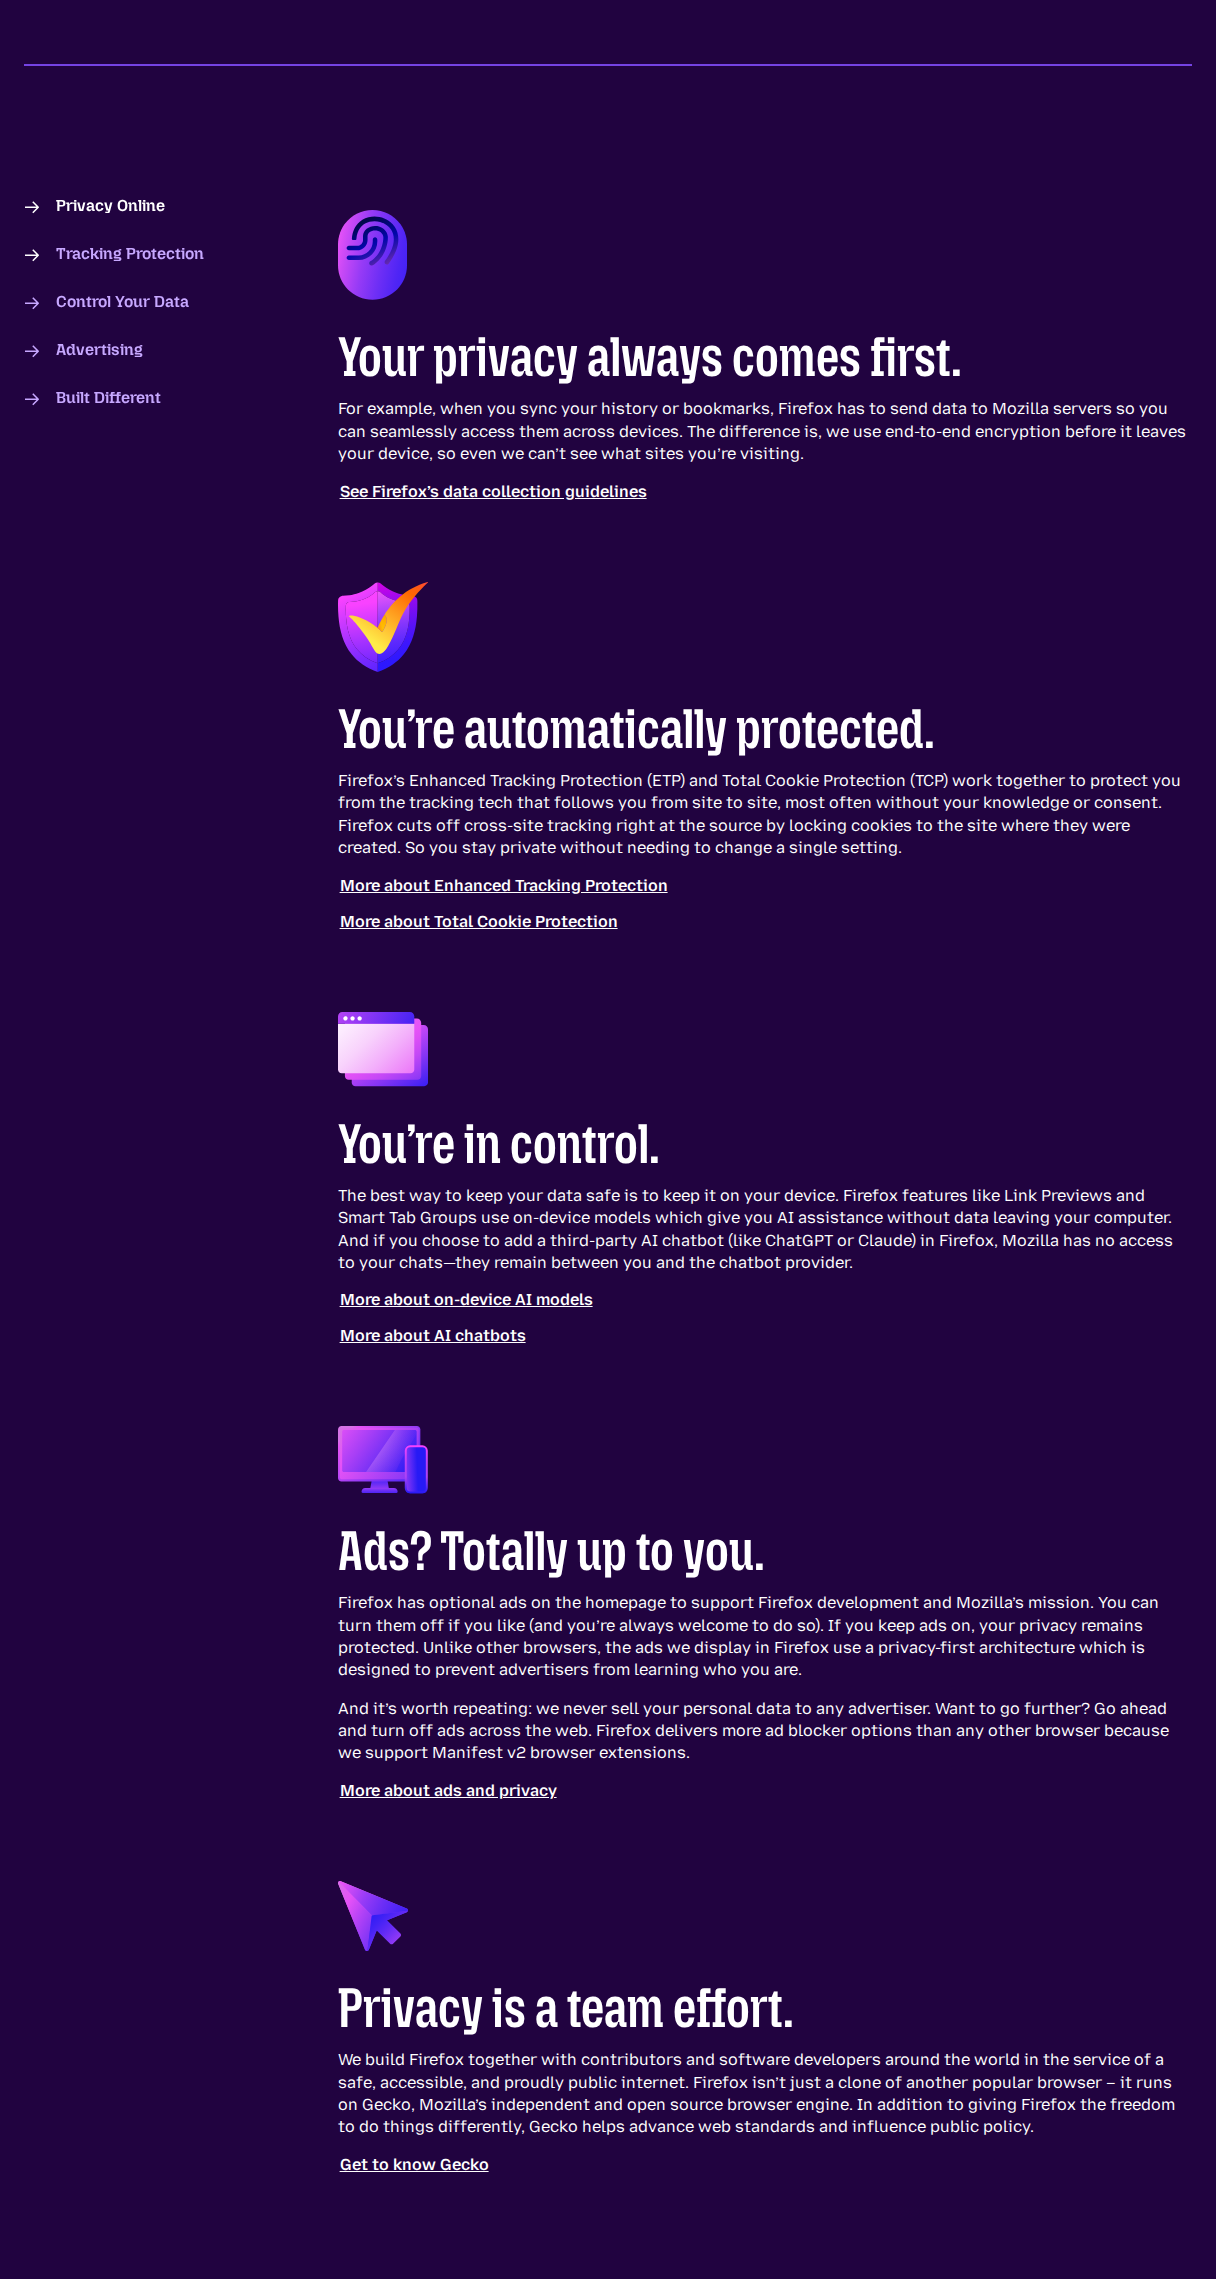 Privacy Online
Tracking Protection
Control Your Data
Advertising
Built Different
Your privacy always comes first.
For example, when you sync your history or bookmarks, Firefox has to send data to Mozilla servers so you
can seamlessly access them across devices. The difference is, we use end-to-end encryption before it leaves
your device, so even we can’t see what sites you’re visiting.
See Firefox’s data collection guidelines
You’re automatically protected.
Firefox’s Enhanced Tracking Protection (ETP) and Total Cookie Protection (TCP) work together to protect you
from the tracking tech that follows you from site to site, most often without your knowledge or consent.
Firefox cuts off cross-site tracking right at the source by locking cookies to the site where they were
created. So you stay private without needing to change a single setting.
More about Enhanced Tracking Protection
More about Total Cookie Protection
You’re in control.
The best way to keep your data safe is to keep it on your device. Firefox features like Link Previews and
Smart Tab Groups use on-device models which give you AI assistance without data leaving your computer.
And if you choose to add a third-party AI chatbot (like ChatGPT or Claude) in Firefox, Mozilla has no access
to your chats—they remain between you and the chatbot provider.
More about on-device AI models
More about AI chatbots
Ads? Totally up to you.
Firefox has optional ads on the homepage to support Firefox development and Mozilla’s mission. You can
turn them off if you like (and you’re always welcome to do so). If you keep ads on, your privacy remains
protected. Unlike other browsers, the ads we display in Firefox use a privacy-first architecture which is
designed to prevent advertisers from learning who you are.
And it’s worth repeating: we never sell your personal data to any advertiser. Want to go further? Go ahead
and turn off ads across the web. Firefox delivers more ad blocker options than any other browser because
we support Manifest v2 browser extensions.
More about ads and privacy
Privacy is a team effort.
We build Firefox together with contributors and software developers around the world in the service of a
safe, accessible, and proudly public internet. Firefox isn’t just a clone of another popular browser – it runs
on Gecko, Mozilla’s independent and open source browser engine. In addition to giving Firefox the freedom
to do things differently, Gecko helps advance web standards and influence public policy.
Get to know Gecko